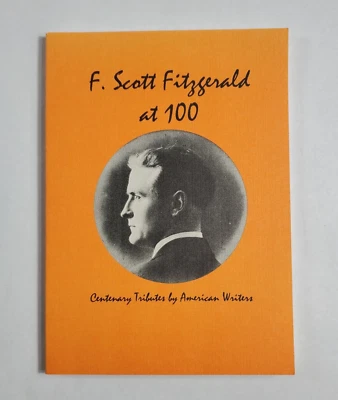 F. Scott Fitzgerald
at 100
Centenary Tributes by American Writers